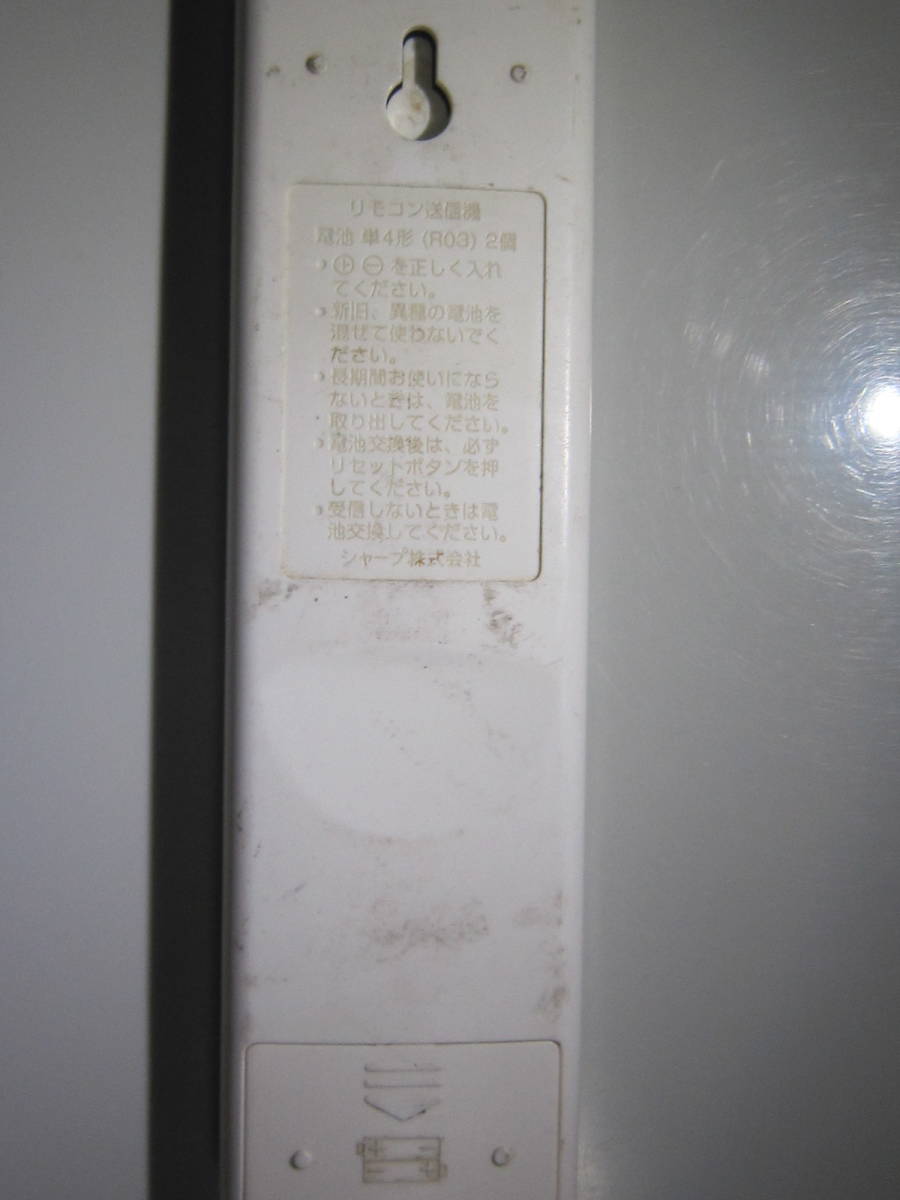 リモコン送信機
電池 単4形 (R03) 2個
・⊕ ⊖ を正しく入れ
てください。
・新旧、異種の電池を
混ぜて使わないでく
ださい。
・長期間お使いになら
ないときは、電池を
取り出してください。
・電池交換後は、必ず
リセットボタンを押
してください。
・受信しないときは電
池交換してください。
シャープ株式会社